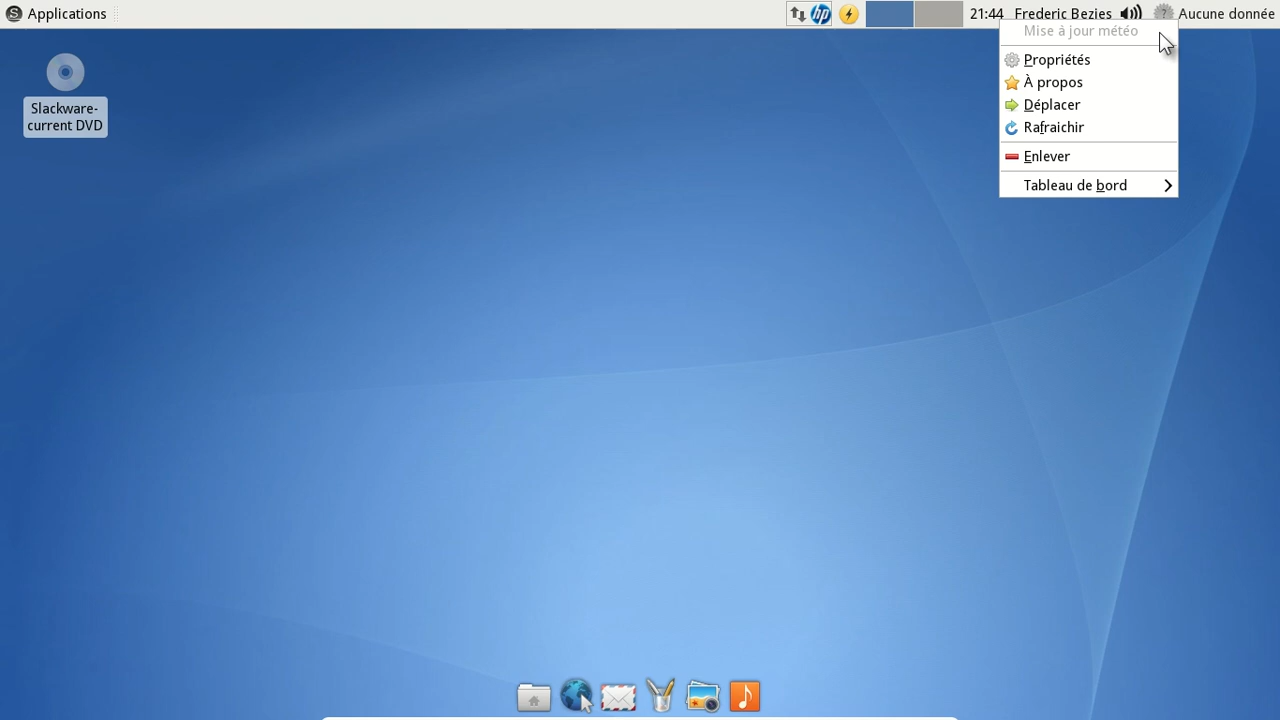 Applications
hp
21:44
Frederic Bezies
Aucune donnée
Slackware-
current DVD
Mise à jour météo
Propriétés
À propos
Déplacer
Rafraichir
Enlever
Tableau de bord